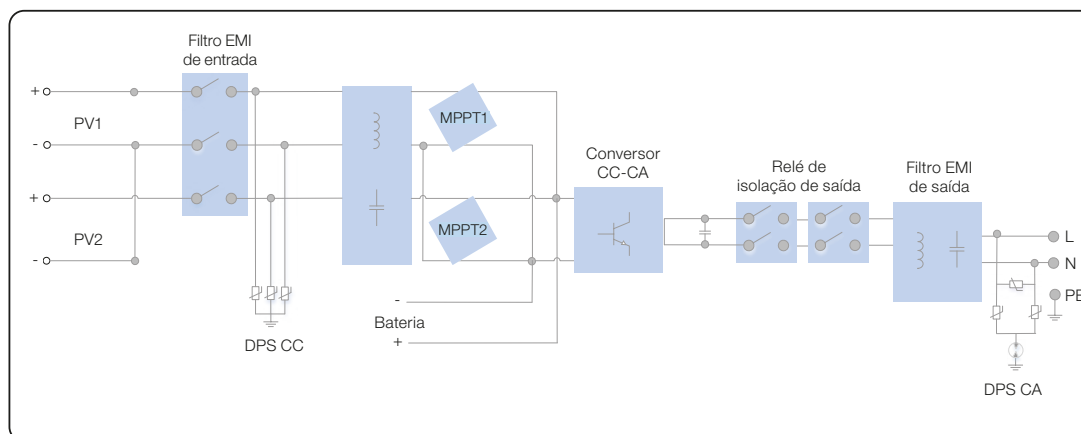 Filtro EMI
de entrada
+
PV1
-
+
PV2
-
MPPT1
MPPT2
DPS CC
-
Bateria
+
Conversor
CC-CA
Relé de
isolação de saída
Filtro EMI
de saída
L
N
PE
DPS CA